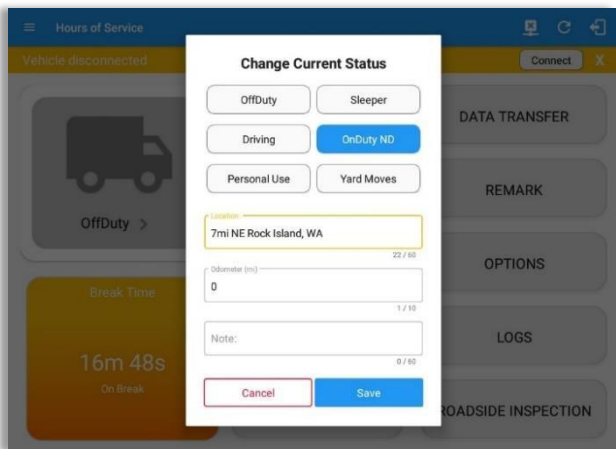 Hours of Service
Vehicle disconnected
Connect X
Change Current Status
OffDuty Sleeper
Driving OnDuty ND
Personal Use Yard Moves
Location
7mi NE Rock Island, WA
22 / 60
Odometer (mi)
0
1 / 10
Note:
0 / 60
Cancel Save
OffDuty >
Break Time
16m 48s
On Break
DATA TRANSFER
REMARK
OPTIONS
LOGS
ROADSIDE INSPECTION